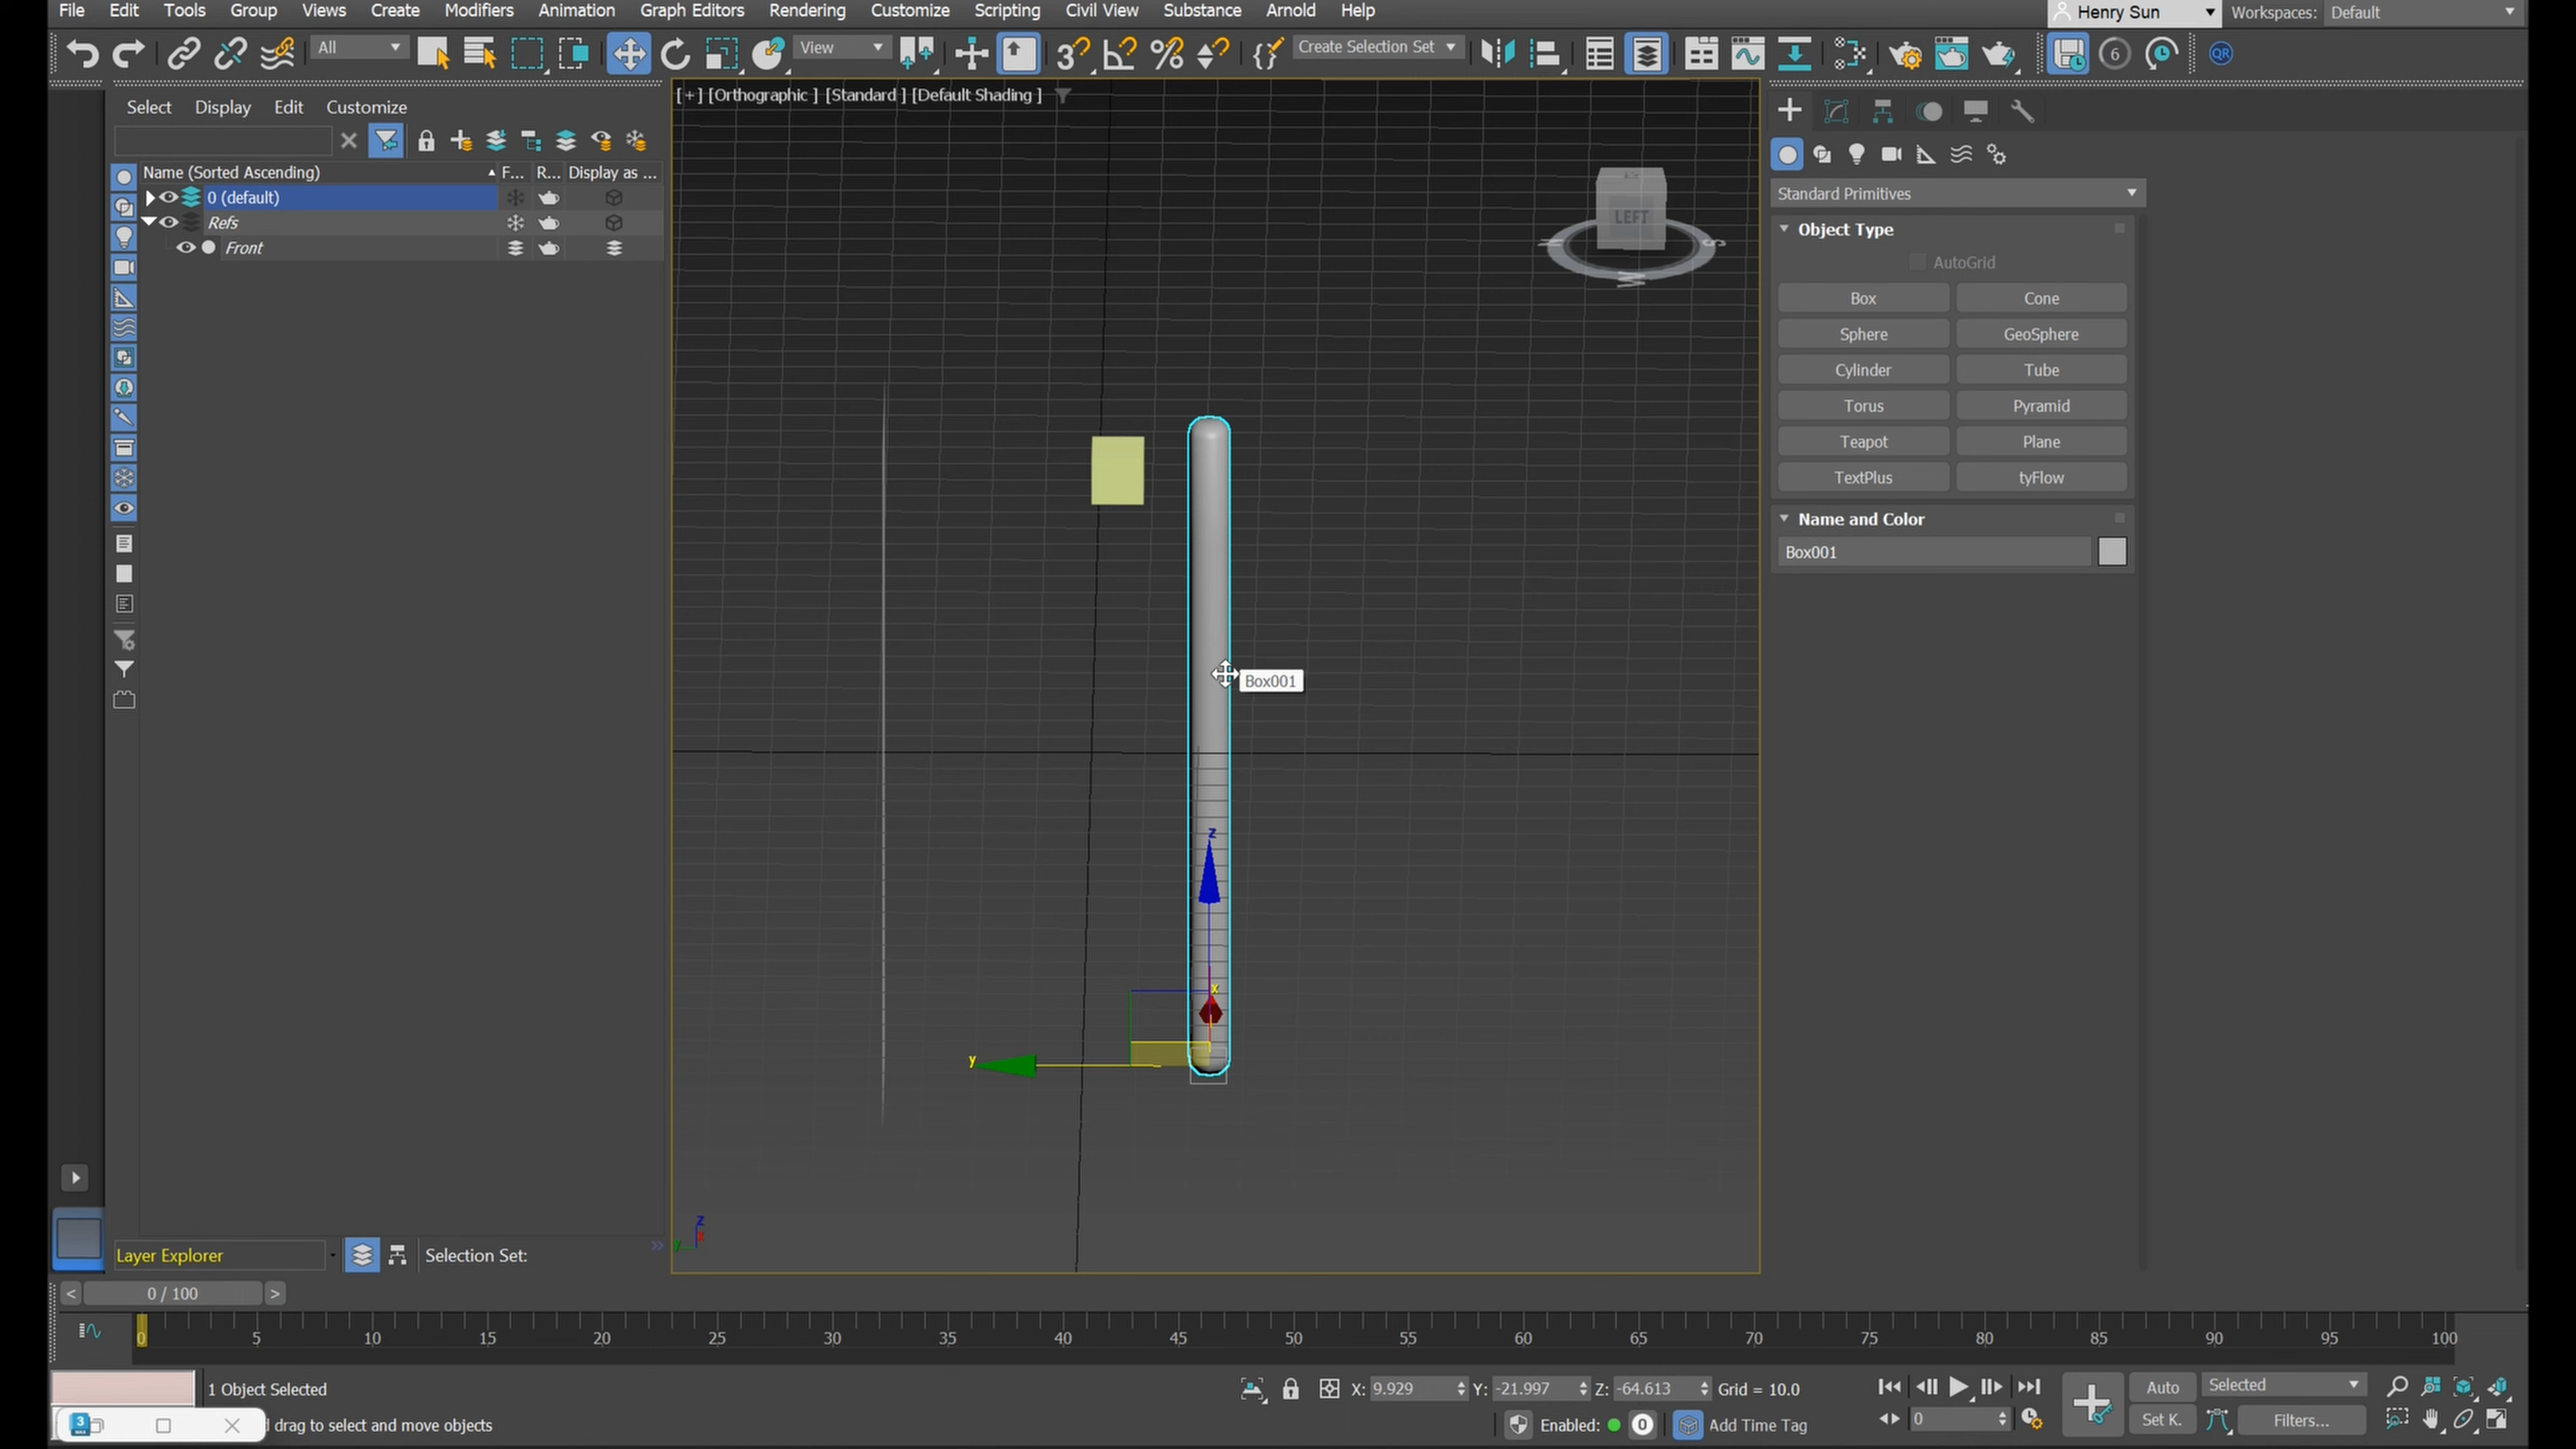 File Edit Tools Group Views Create Modifiers Animation Graph Editors Rendering Customize Scripting Civil View Substance Arnold Help
Henry Sun Workspaces: Default
All View Create Selection Set 6 QR
Select Display Edit Customize
Name (Sorted Ascending) F... R... Display as ...
0 (default)
Refs
Front
[+] [Orthographic ] [Standard ] [Default Shading ]
LEFT
S
W
Box001
z
x
y
z
x
y
Standard Primitives
Object Type
AutoGrid
Box Cone
Sphere GeoSphere
Cylinder Tube
Torus Pyramid
Teapot Plane
TextPlus tyFlow
Name and Color
Box001
Layer Explorer Selection Set:
< 0 / 100 >
0 5 10 15 20 25 30 35 40 45 50 55 60 65 70 75 80 85 90 95 100
1 Object Selected X: 9.929 Y: -21.997 Z: -64.613 Grid = 10.0 Auto Selected
drag to select and move objects Enabled: 0 Add Time Tag 0 Set K. Filters...